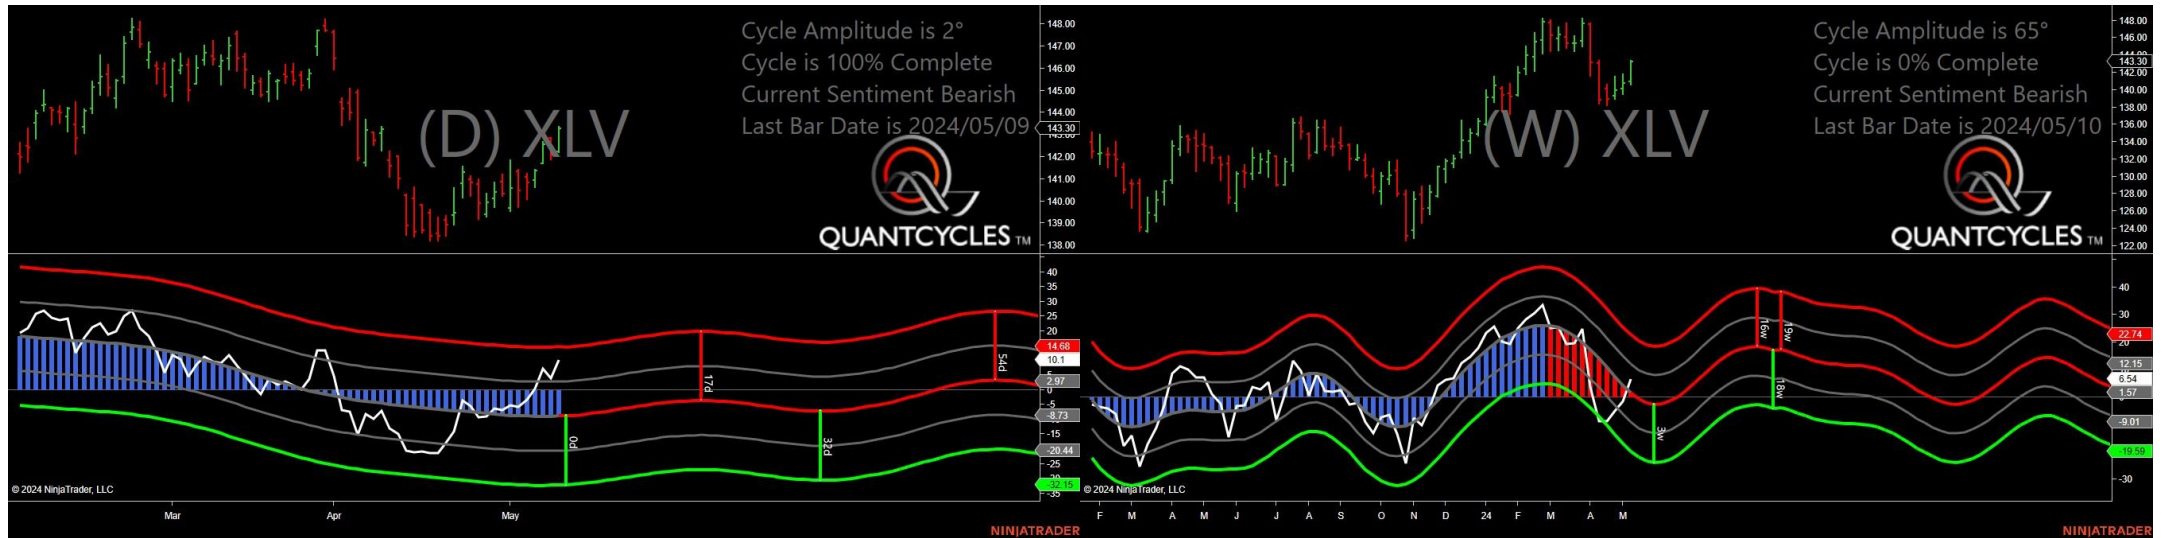 Cycle Amplitude is 2°
Cycle is 100% Complete
Current Sentiment Bearish
Last Bar Date is 2024/05/09
(D) XLV
QUANTCYCLES TM
148.00
147.00
146.00
145.00
144.00
143.30
142.00
141.00
140.00
139.00
138.00
40
35
30
25
20
14.68
10.1
5
2.97
0
-5
-8.73
-15
-20.44
-25
-32.15
-35
0d
17d
32d
54d
© 2024 NinjaTrader, LLC
Mar
Apr
May
NINJATRADER
Cycle Amplitude is 65°
Cycle is 0% Complete
Current Sentiment Bearish
Last Bar Date is 2024/05/10
(W) XLV
QUANTCYCLES TM
148.00
146.00
143.30
142.00
140.00
138.00
136.00
134.00
132.00
130.00
128.00
126.00
124.00
122.00
40
30
22.74
20
12.15
6.54
1.57
-9.01
-19.59
-30
3w
16w
19w
18w
© 2024 NinjaTrader, LLC
F M A M J J A S O N D 24 F M A M
NINJATRADER